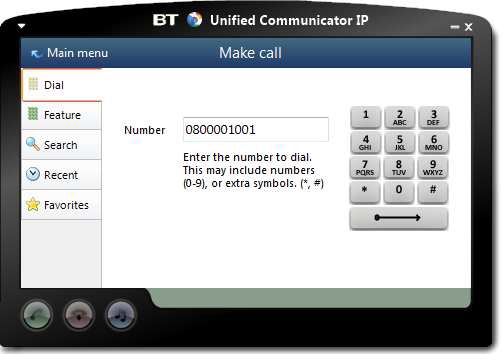 BT Unified Communicator IP
Main menu
Make call
Dial
Feature
Search
Recent
Favorites
Number
0800001001
Enter the number to dial.
This may include numbers
(0-9), or extra symbols. (*, #)
1 2 3
ABC DEF
4 5 6
GHI JKL MNO
7 8 9
PQRS TUV WXYZ
* 0 #